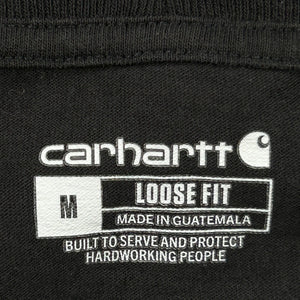 carhartt
M LOOSE FIT
MADE IN GUATEMALA
BUILT TO SERVE AND PROTECT
HARDWORKING PEOPLE